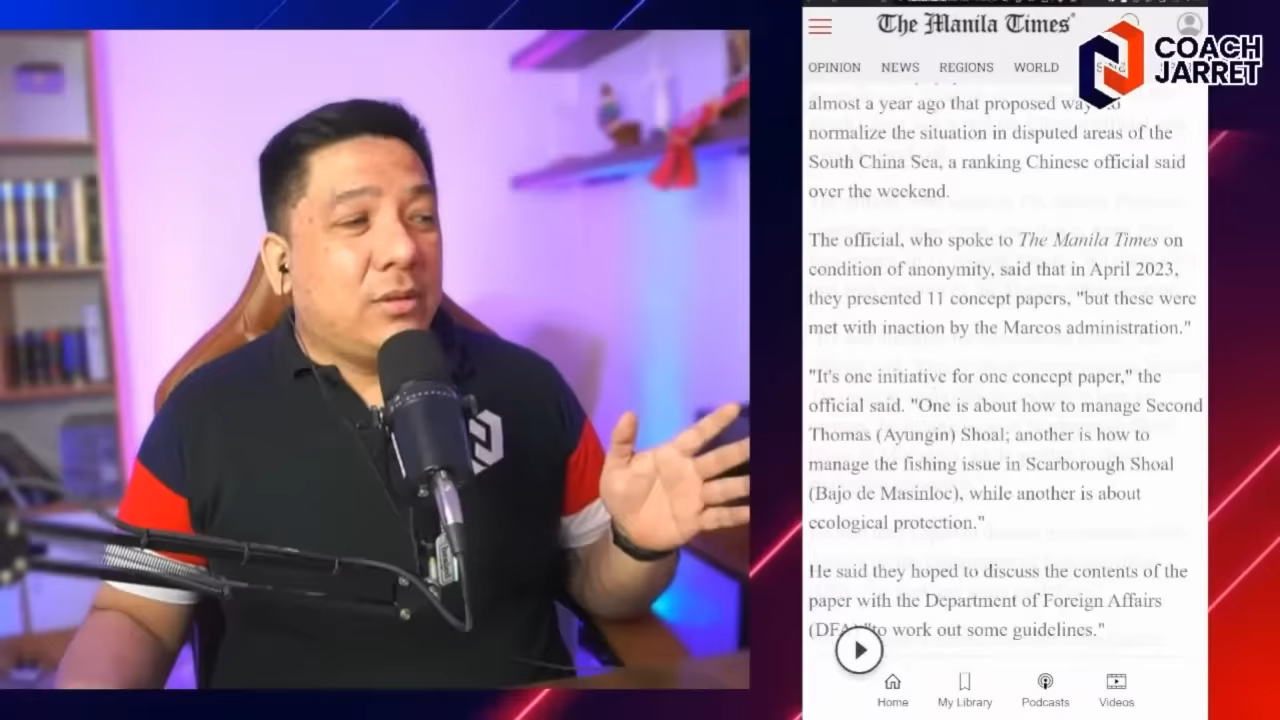 The Manila Times
COACH
JARRET
OPINION NEWS REGIONS WORLD
almost a year ago that proposed
normalize the situation in disputed areas of the
South China Sea, a ranking Chinese official said
over the weekend.
The official, who spoke to The Manila Times on
condition of anonymity, said that in April 2023,
they presented 11 concept papers, "but these were
met with inaction by the Marcos administration."
"It's one initiative for one concept paper," the
official said. "One is about how to manage Second
Thomas (Ayungin) Shoal; another is how to
manage the fishing issue in Scarborough Shoal
(Bajo de Masinloc), while another is about
ecological protection."
He said they hoped to discuss the contents of the
paper with the Department of Foreign Affairs
"to work out some guidelines."
Home My Library Podcasts Videos